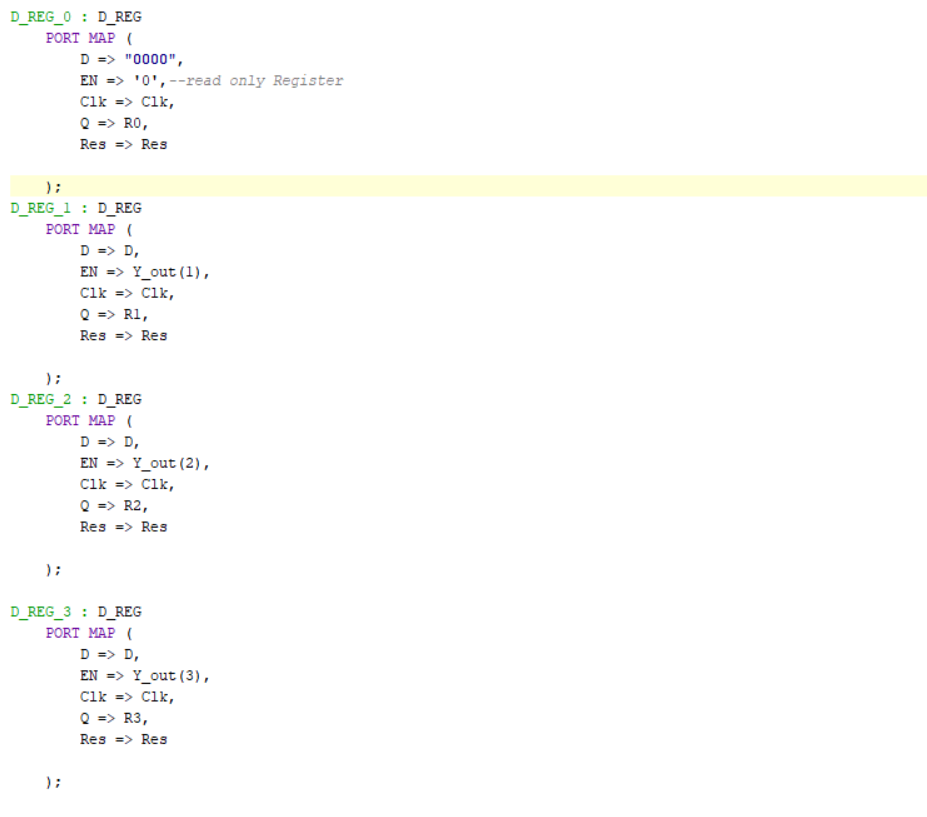 D_REG_0 : D_REG
PORT MAP (
D => "0000",
EN => '0',--read only Register
Clk => Clk,
Q => R0,
Res => Res
);
D_REG_1 : D_REG
PORT MAP (
D => D,
EN => Y_out(1),
Clk => Clk,
Q => R1,
Res => Res
);
D_REG_2 : D_REG
PORT MAP (
D => D,
EN => Y_out(2),
Clk => Clk,
Q => R2,
Res => Res
);
D_REG_3 : D_REG
PORT MAP (
D => D,
EN => Y_out(3),
Clk => Clk,
Q => R3,
Res => Res
);